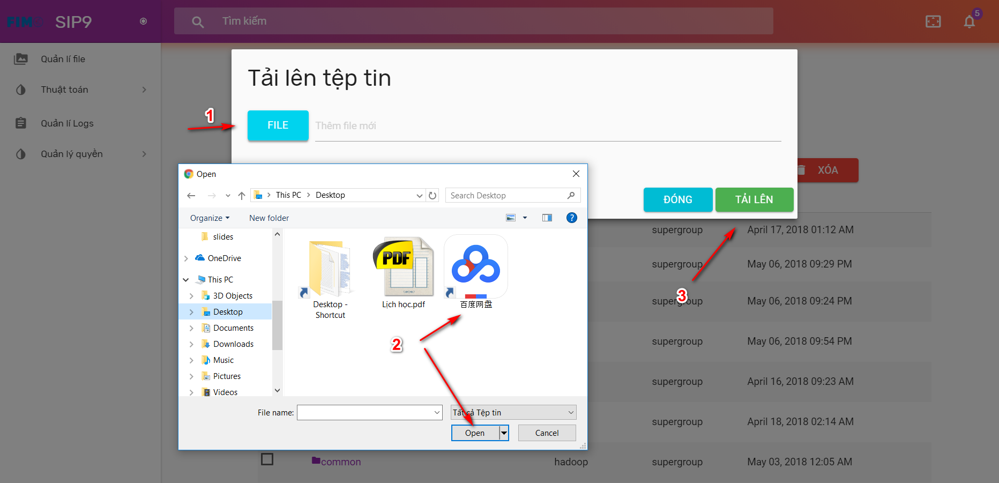 FIMO
SIP9
Tìm kiếm
5
Quản lí file
Thuật toán
Quản lí Logs
Quản lý quyền
Tải lên tệp tin
1
FILE
Thêm file mới
XÓA
ĐÓNG
TẢI LÊN
Open
This PC
Desktop
Search Desktop
Organize
New folder
?
slides
OneDrive
This PC
3D Objects
Desktop
Documents
Downloads
Music
Pictures
Videos
Desktop -
Shortcut
PDF
Lịch học.pdf
百度网盘
2
File name:
Tất cả Tệp tin
Open
Cancel
3
supergroup April 17, 2018 01:12 AM
supergroup May 06, 2018 09:29 PM
supergroup May 06, 2018 09:24 PM
supergroup May 06, 2018 09:54 PM
supergroup April 16, 2018 09:23 AM
supergroup April 18, 2018 02:14 AM
common hadoop supergroup May 03, 2018 12:05 AM